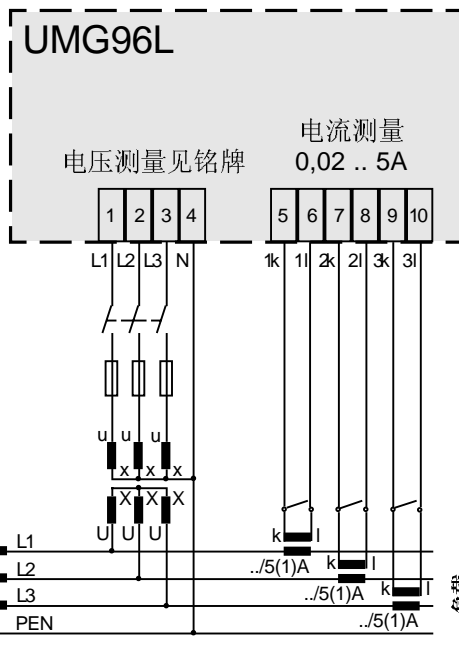 UMG96L
电流测量
电压测量见铭牌 0,02 .. 5A
1 2 3 4 5 6 7 8 9 10
L1 L2 L3 N 1k 1l 2k 2l 3k 3l
u u u
x x x
X X X
U U U
k l
L1
../5(1)A k l
L2
../5(1)A k l
L3
../5(1)A
PEN